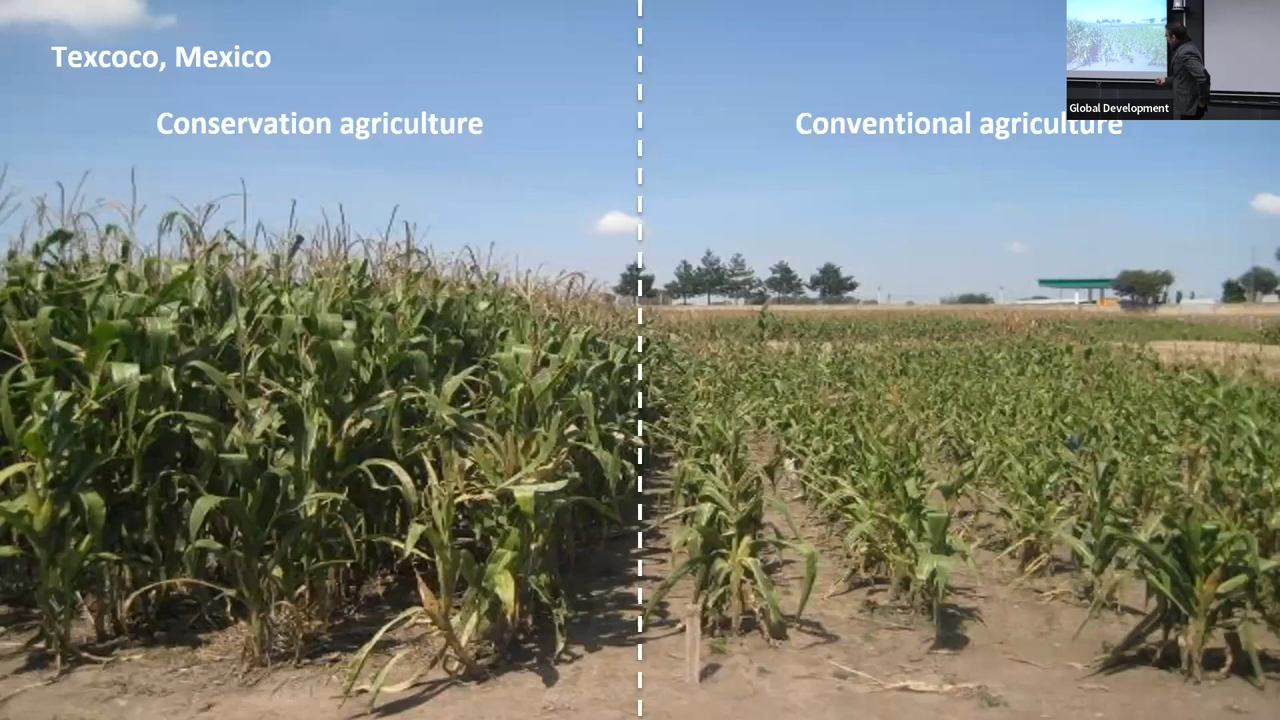 Texcoco, Mexico
Conservation agriculture
Conventional agriculture
Global Development